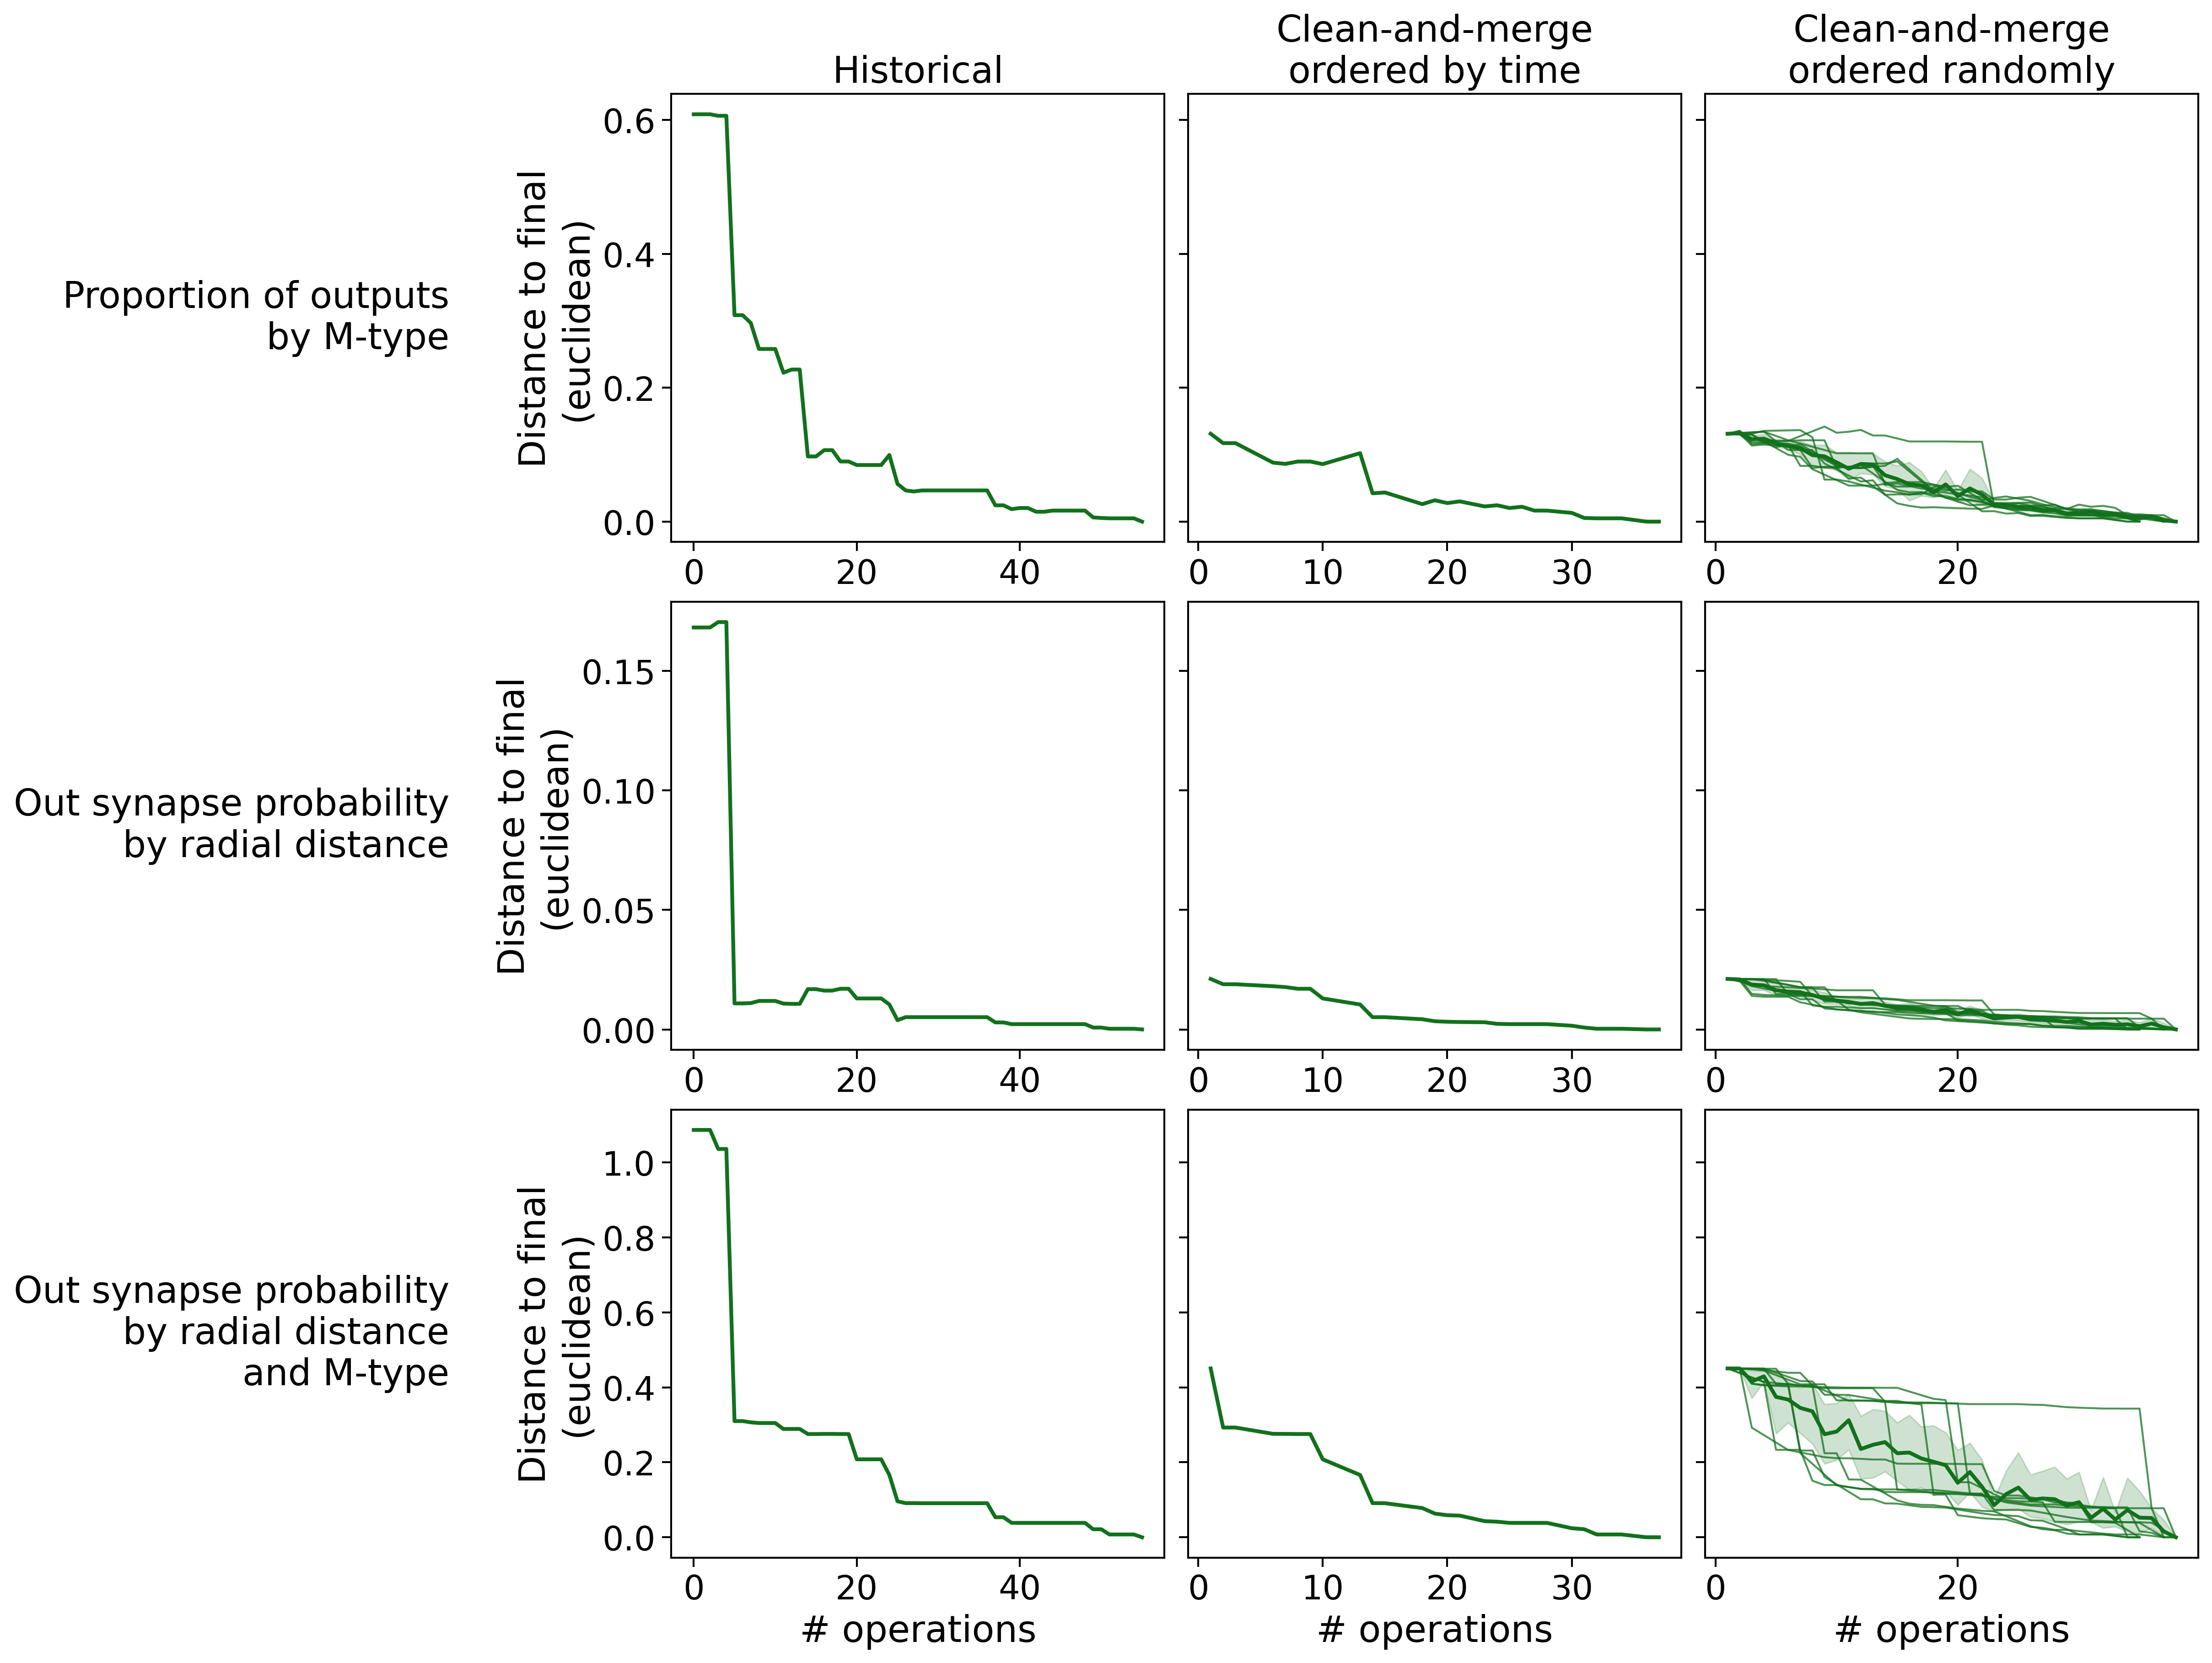 Historical
Clean-and-merge
ordered by time
Clean-and-merge
ordered randomly
Proportion of outputs
by M-type
Distance to final
(euclidean)
0.6
0.4
0.2
0.0
0 20 40
0 10 20 30
0 20
Out synapse probability
by radial distance
Distance to final
(euclidean)
0.15
0.10
0.05
0.00
0 20 40
0 10 20 30
0 20
Out synapse probability
by radial distance
and M-type
Distance to final
(euclidean)
1.0
0.8
0.6
0.4
0.2
0.0
0 20 40
0 10 20 30
0 20
# operations
# operations
# operations